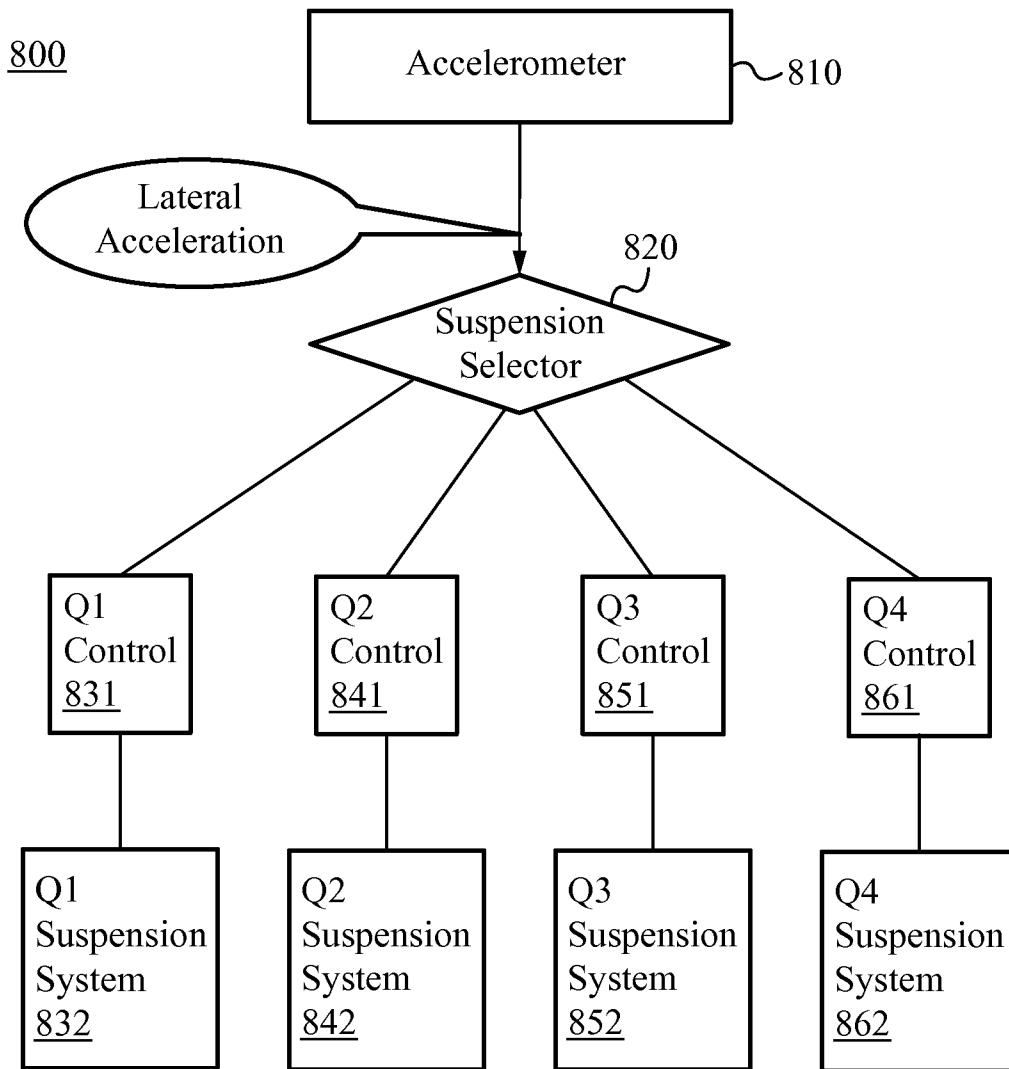 800
Accelerometer
810
Lateral
Acceleration
820
Suspension
Selector
Q1
Control
831
Q2
Control
841
Q3
Control
851
Q4
Control
861
Q1
Suspension
System
832
Q2
Suspension
System
842
Q3
Suspension
System
852
Q4
Suspension
System
862